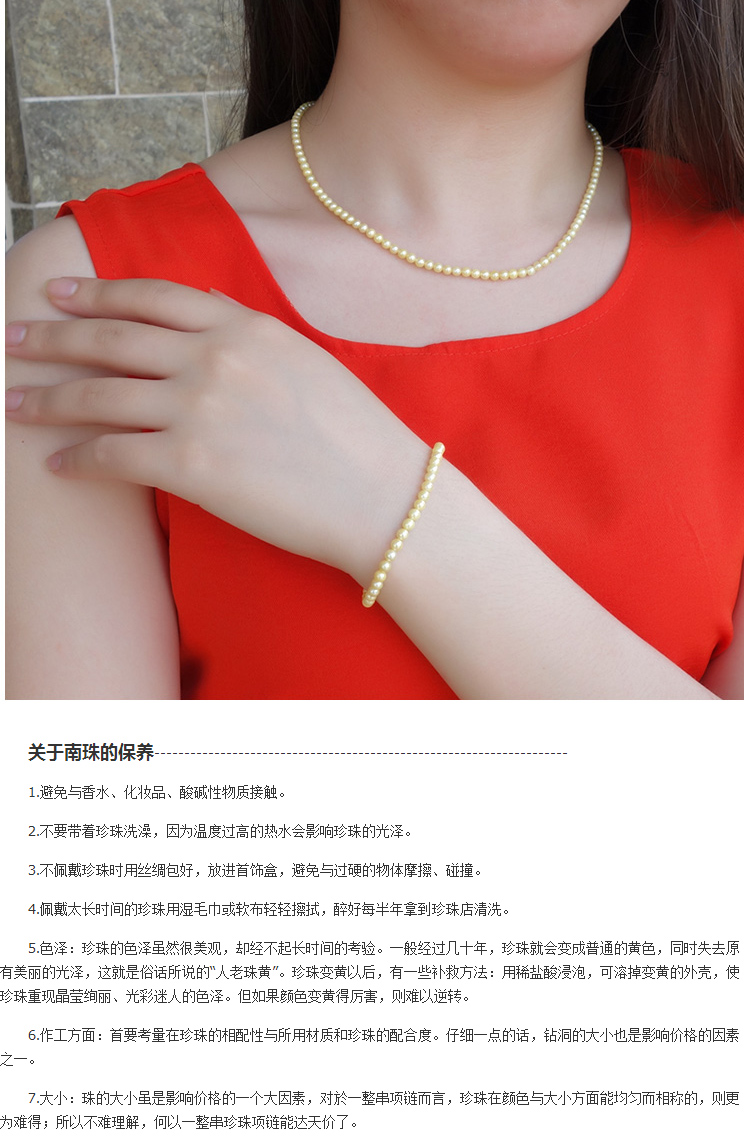 关于南珠的保养---------------------------------------------------------------------
1.避免与香水、化妆品、酸碱性物质接触。
2.不要带着珍珠洗澡，因为温度过高的热水会影响珍珠的光泽。
3.不佩戴珍珠时用丝绸包好，放进首饰盒，避免与过硬的物体摩擦、碰撞。
4.佩戴太长时间的珍珠用湿毛巾或软布轻轻擦拭，醉好每半年拿到珍珠店清洗。
5.色泽：珍珠的色泽虽然很美观，却经不起长时间的考验。一般经过几十年，珍珠就会变成普通的黄色，同时失去原
有美丽的光泽，这就是俗话所说的“人老珠黄”。珍珠变黄以后，有一些补救方法：用稀盐酸浸泡，可溶掉变黄的外壳，使
珍珠重现晶莹绚丽、光彩迷人的色泽。但如果颜色变黄得厉害，则难以逆转。
6.作工方面：首要考量在珍珠的相配性与所用材质和珍珠的配合度。仔细一点的话，钻洞的大小也是影响价格的因素
之一。
7.大小：珠的大小虽是影响价格的一个大因素，对於一整串项链而言，珍珠在颜色与大小方面能均匀而相称的，则更
为难得；所以不难理解，何以一整串珍珠项链能达天价了。